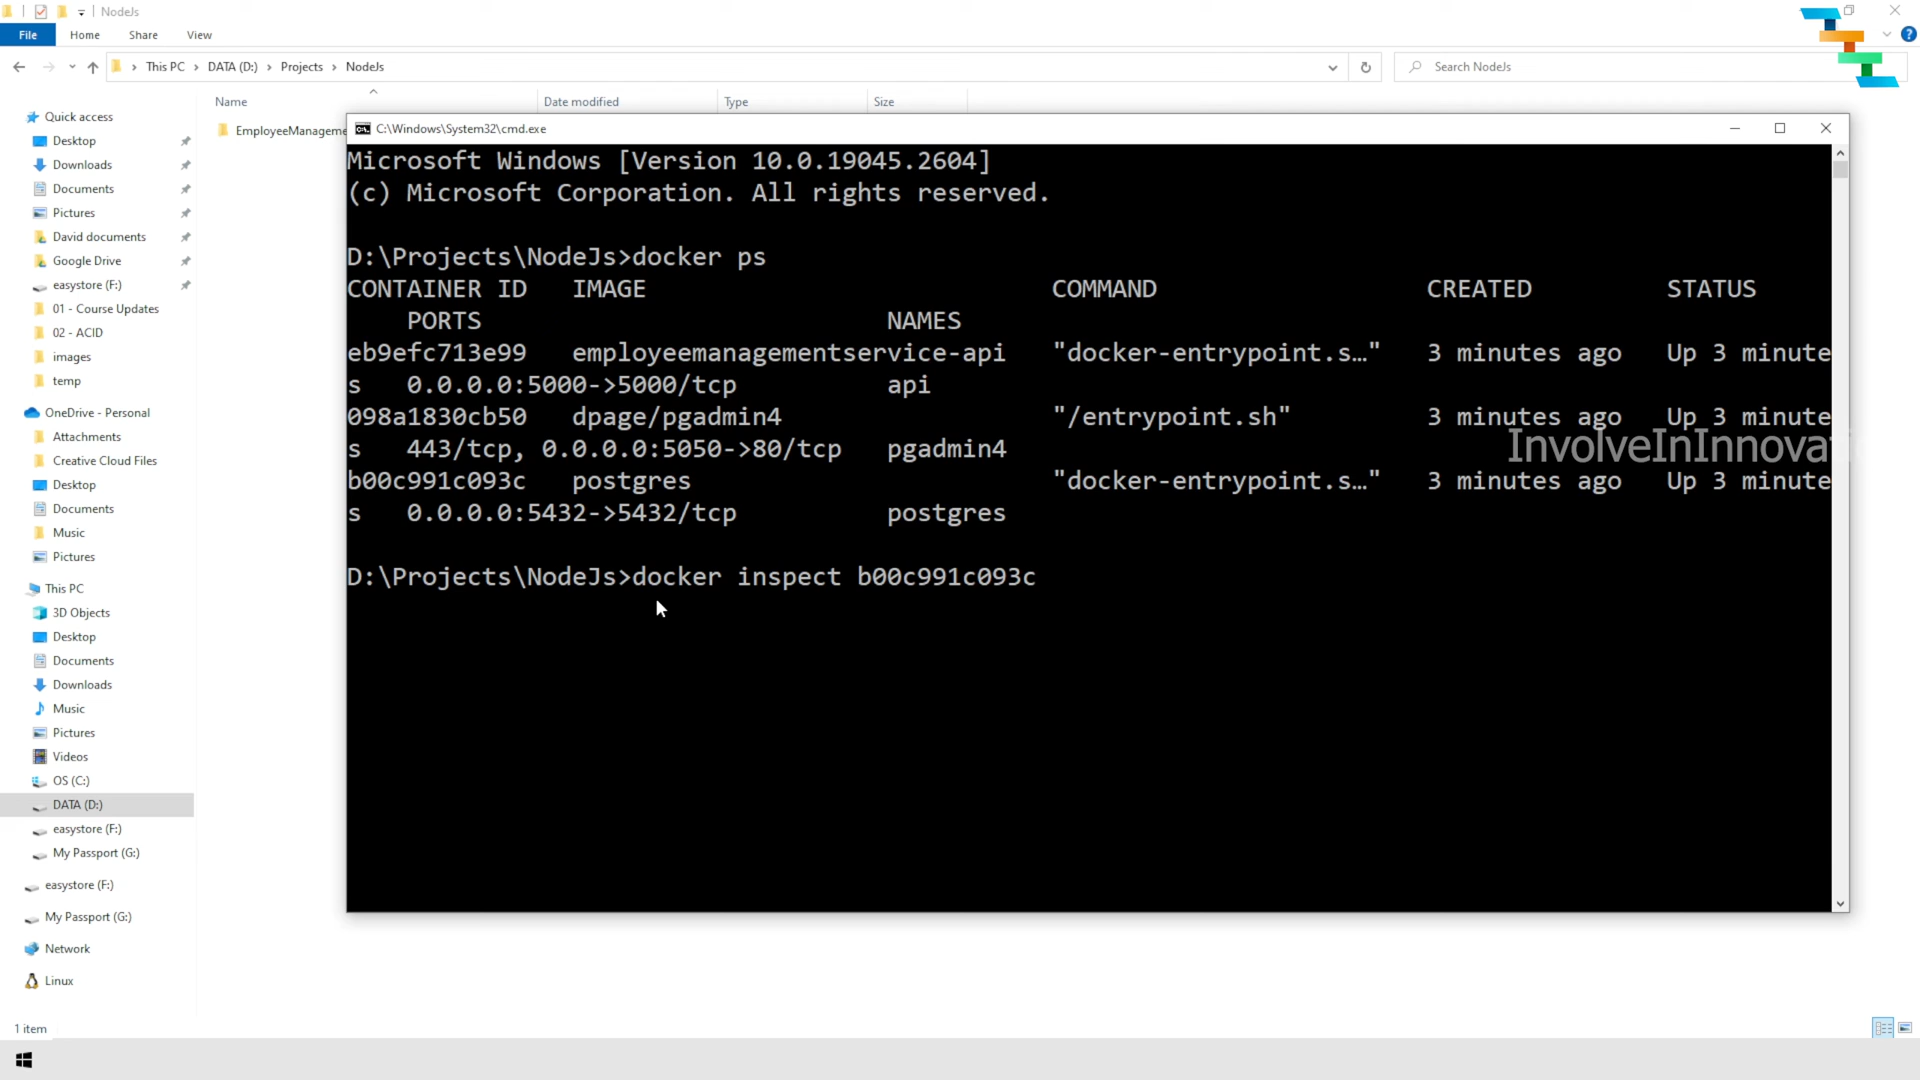 NodeJs
File Home Share View
This PC > DATA (D:) > Projects > NodeJs
Search NodeJs
Name Date modified Type Size
EmployeeManageme
Quick access
Desktop
Downloads
Documents
Pictures
David documents
Google Drive
easystore (F:)
01 - Course Updates
02 - ACID
images
temp
OneDrive - Personal
Attachments
Creative Cloud Files
Desktop
Documents
Music
Pictures
This PC
3D Objects
Desktop
Documents
Downloads
Music
Pictures
Videos
OS (C:)
DATA (D:)
easystore (F:)
My Passport (G:)
easystore (F:)
My Passport (G:)
Network
Linux
1 item
C:\Windows\System32\cmd.exe
Microsoft Windows [Version 10.0.19045.2604]
(c) Microsoft Corporation. All rights reserved.
D:\Projects\NodeJs>docker ps
CONTAINER ID IMAGE COMMAND CREATED STATUS
PORTS NAMES
eb9efc713e99 employeemanagementservice-api "docker-entrypoint.s…" 3 minutes ago Up 3 minute
s 0.0.0.0:5000->5000/tcp api
098a1830cb50 dpage/pgadmin4 "/entrypoint.sh" 3 minutes ago Up 3 minute
s 443/tcp, 0.0.0.0:5050->80/tcp pgadmin4
b00c991c093c postgres "docker-entrypoint.s…" 3 minutes ago Up 3 minute
s 0.0.0.0:5432->5432/tcp postgres
D:\Projects\NodeJs>docker inspect b00c991c093c
InvolveInInnovati